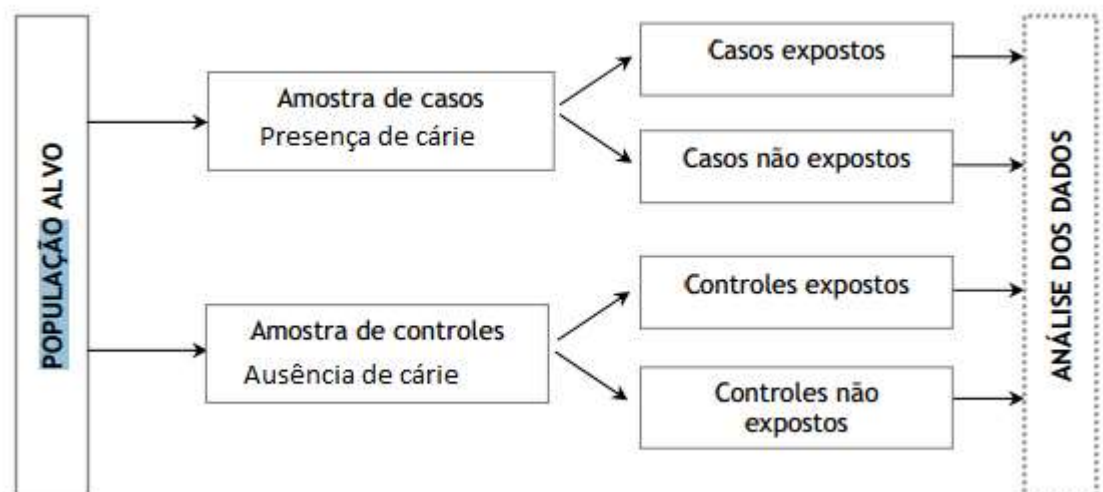 POPULAÇÃO ALVO
Amostra de casos
Presença de cárie
Casos expostos
Casos não expostos
Amostra de controles
Ausência de cárie
Controles expostos
Controles não
expostos
ANÁLISE DOS DADOS